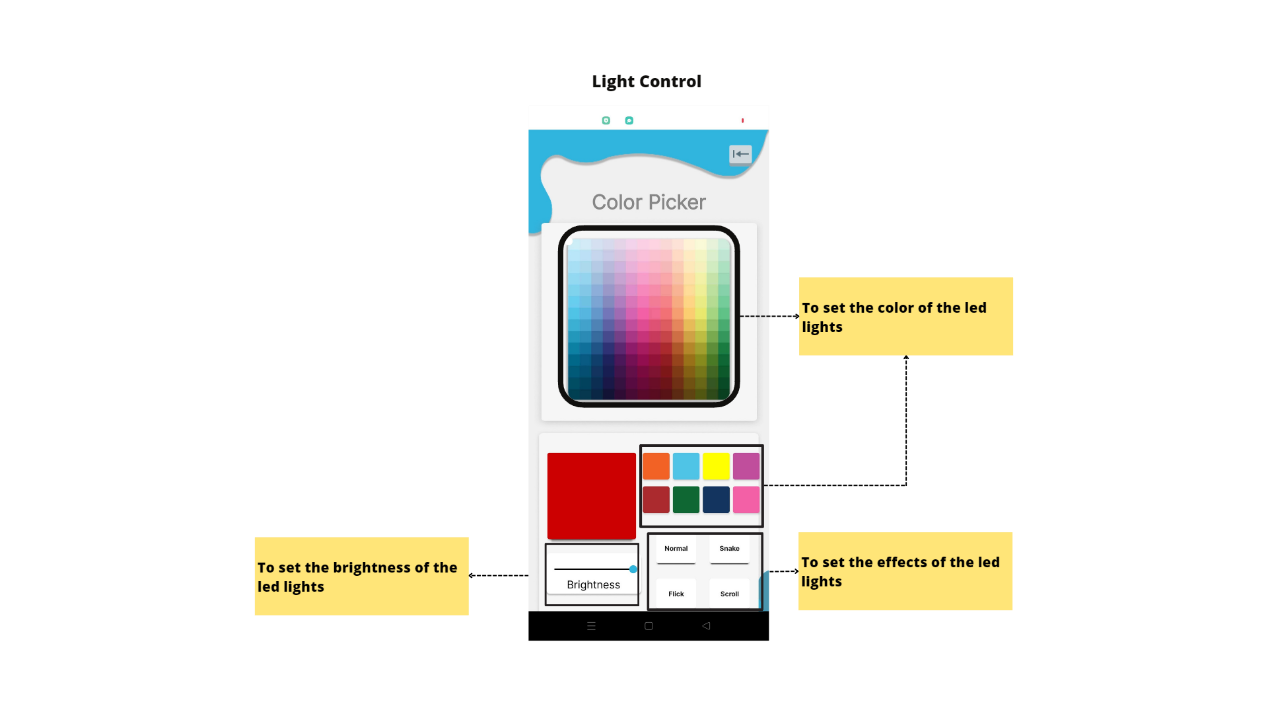 Light Control
Color Picker
To set the color of the led
lights
Normal
Snake
To set the brightness of the
led lights
Brightness
Flick
Scroll
To set the effects of the led
lights